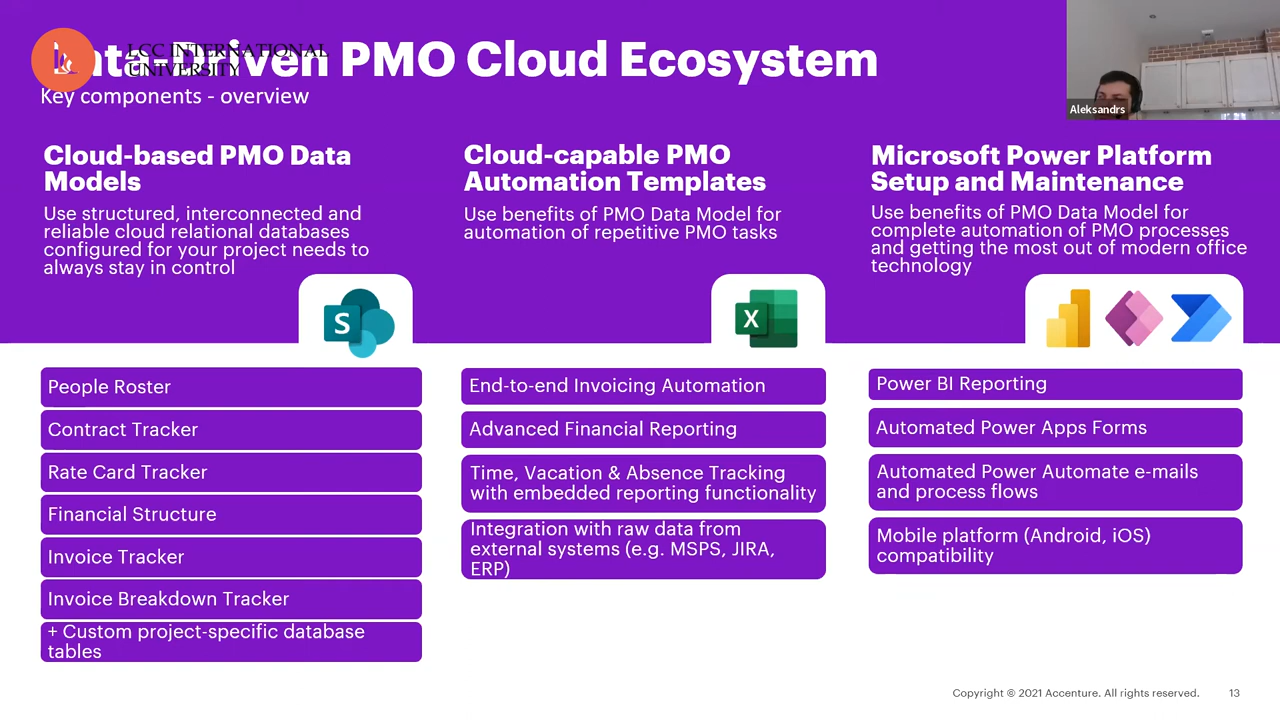 Data-Driven PMO Cloud Ecosystem
LCC INTERNATIONAL
UNIVERSITY
Key components - overview
Aleksandrs
Cloud-based PMO Data
Models
Use structured, interconnected and
reliable cloud relational databases
configured for your project needs to
always stay in control
S
People Roster
Contract Tracker
Rate Card Tracker
Financial Structure
Invoice Tracker
Invoice Breakdown Tracker
+ Custom project-specific database
tables
Cloud-capable PMO
Automation Templates
Use benefits of PMO Data Model for
automation of repetitive PMO tasks
X
End-to-end Invoicing Automation
Advanced Financial Reporting
Time, Vacation & Absence Tracking
with embedded reporting functionality
Integration with raw data from
external systems (e.g. MSPS, JIRA,
ERP)
Microsoft Power Platform
Setup and Maintenance
Use benefits of PMO Data Model for
complete automation of PMO processes
and getting the most out of modern office
technology
Power BI Reporting
Automated Power Apps Forms
Automated Power Automate e-mails
and process flows
Mobile platform (Android, iOS)
compatibility
Copyright © 2021 Accenture. All rights reserved. 13